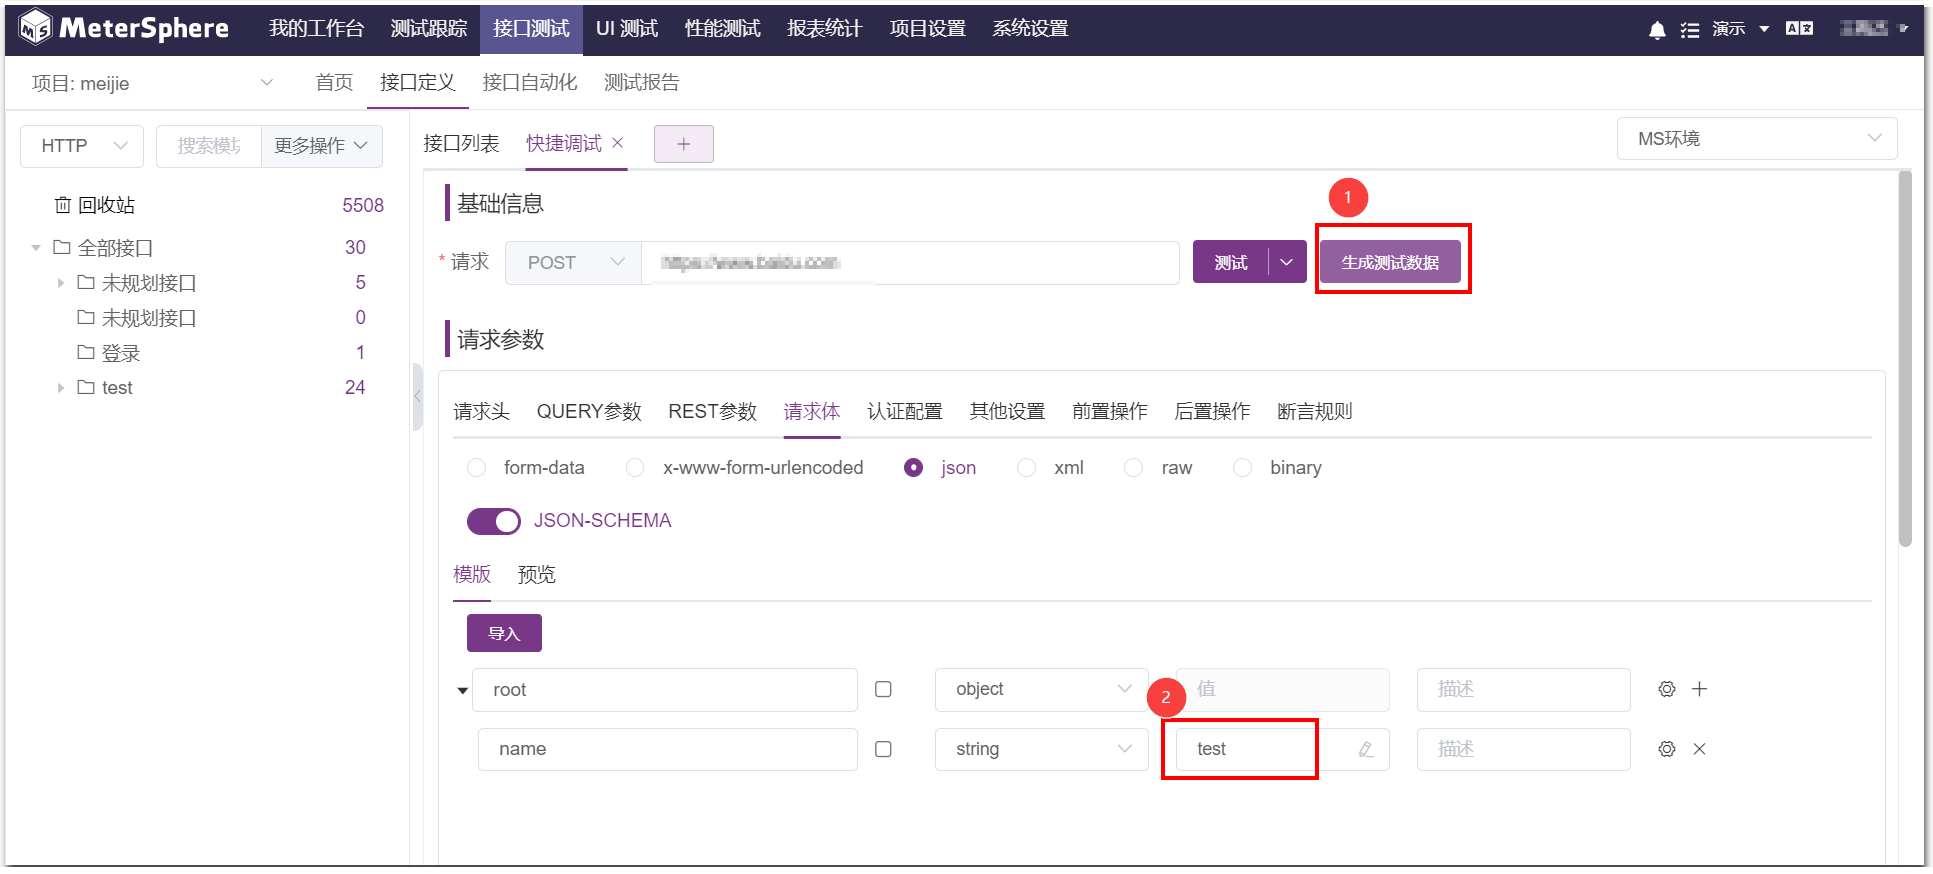 MeterSphere 我的工作台 测试跟踪 接口测试 UI 测试 性能测试 报表统计 项目设置 系统设置 演示
项目: meijie 首页 接口定义 接口自动化 测试报告
HTTP 搜索模块 更多操作 接口列表 快捷调试 MS环境
回收站 5508
全部接口 30
未规划接口 5
未规划接口 0
登录 1
test 24
基础信息
1
* 请求 POST https://www.baidu.com 测试 生成测试数据
请求参数
请求头 QUERY参数 REST参数 请求体 认证配置 其他设置 前置操作 后置操作 断言规则
form-data x-www-form-urlencoded json xml raw binary
JSON-SCHEMA
模版 预览
导入
root object 值 描述
2
name string test 描述